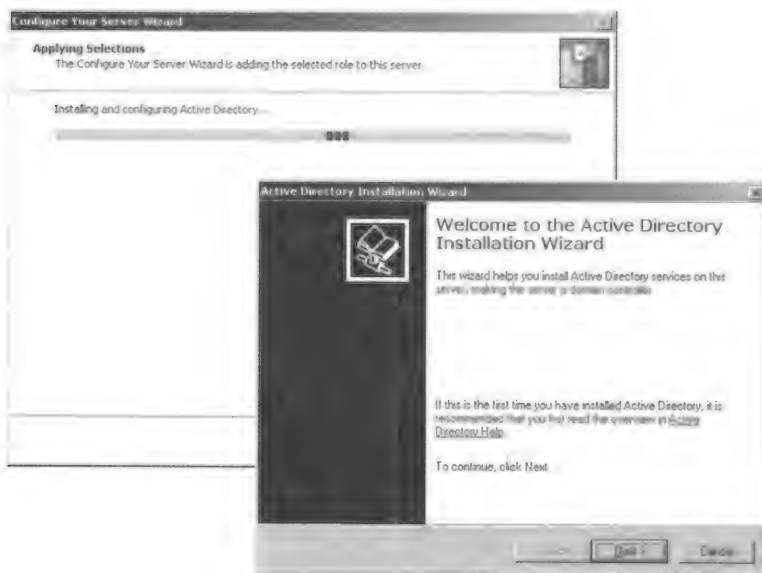 Configure Your Server Wizard
Applying Selections
The Configure Your Server Wizard is adding the selected role to this server.
Installing and configuring Active Directory...
Active Directory Installation Wizard
Welcome to the Active Directory
Installation Wizard
This wizard helps you install Active Directory services on this
server, making the server a domain controller.
If this is the first time you have installed Active Directory, it is
recommended that you first read the overview in Active
Directory Help.
To continue, click Next
Next >
Cancel